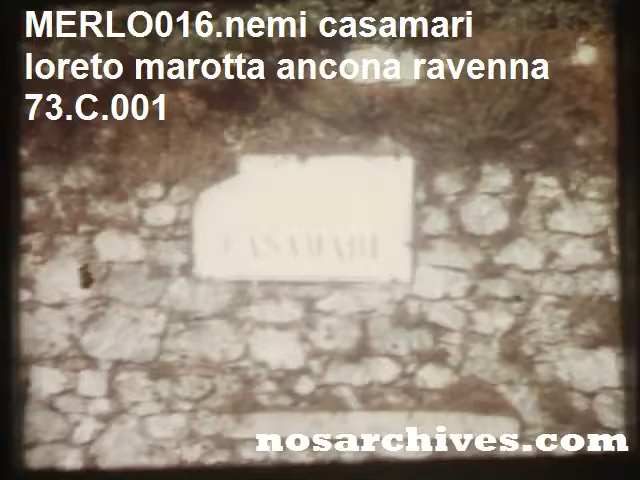 MERLO016.nemi casamari
loreto marotta ancona ravenna
73.C.001
CASAMARI
nosarchives.com